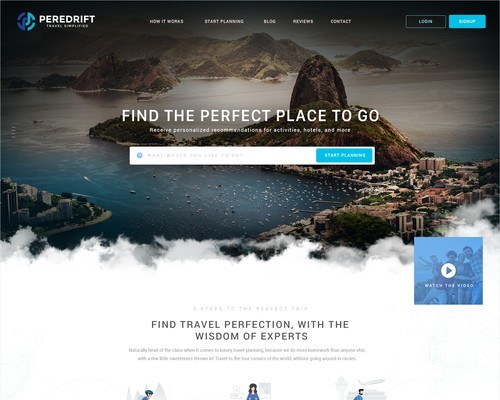 PEREDRIFT
TRAVEL SIMPLIFIED
HOW IT WORKS
START PLANNING
BLOG
REVIEWS
CONTACT
LOGIN
SIGNUP
FIND THE PERFECT PLACE TO GO
Receive personalized recommendations for activities, hotels, and more
WHAT WOULD YOU LIKE TO DO?
START PLANNING
WATCH THE VIDEO
3 STEPS TO THE PERFECT TRIP
FIND TRAVEL PERFECTION, WITH THE
WISDOM OF EXPERTS
Naturally head of the class when it comes to luxury travel planning, because we do more homework than anyone else,
with a few little sweetness thrown in! Travel to the four corners of the world, without going around in circles.